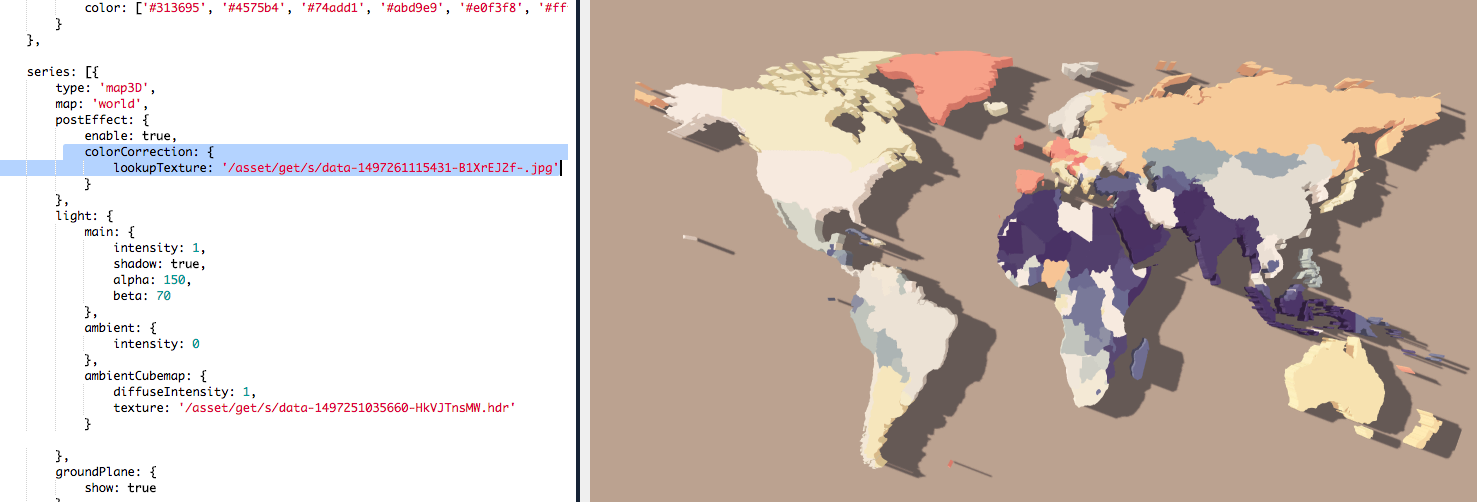 color: ['#313695', '#4575b4', '#74add1', '#abd9e9', '#e0f3f8', '#ff
}
},
series: [{
type: 'map3D',
map: 'world',
postEffect: {
enable: true,
colorCorrection: {
lookupTexture: '/asset/get/s/data-1497261115431-B1XrEJZf-.jpg'
}
},
light: {
main: {
intensity: 1,
shadow: true,
alpha: 150,
beta: 70
},
ambient: {
intensity: 0
},
ambientCubemap: {
diffuseIntensity: 1,
texture: '/asset/get/s/data-1497251035660-HkVJTnsMW.hdr'
}
},
groundPlane: {
show: true